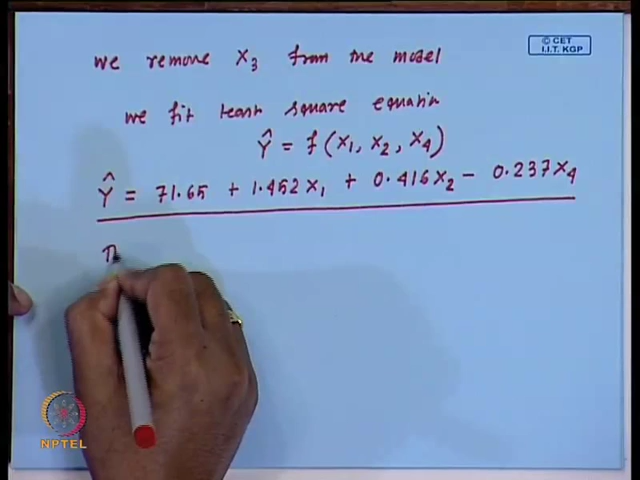 we remove X₃ from the model
© CET
I.I.T. KGP
we fit least square equation
Ŷ = f(X₁, X₂, X₄)
Ŷ = 71.65 + 1.452X₁ + 0.416X₂ − 0.237X₄
NPTEL